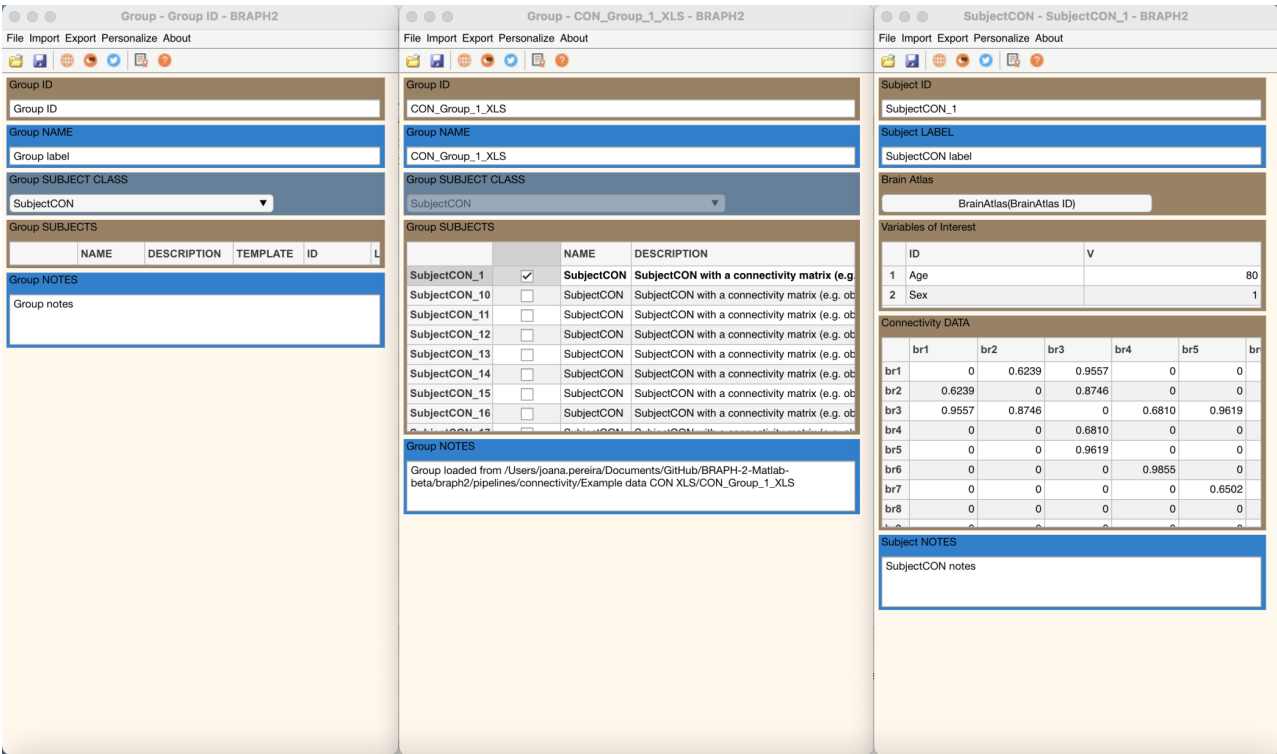 Group - Group ID - BRAPH2
File Import Export Personalize About
Group ID
Group ID
Group NAME
Group label
Group SUBJECT CLASS
SubjectCON ▼
Group SUBJECTS
NAME DESCRIPTION TEMPLATE ID L
Group NOTES
Group notes
Group - CON_Group_1_XLS - BRAPH2
File Import Export Personalize About
Group ID
CON_Group_1_XLS
Group NAME
CON_Group_1_XLS
Group SUBJECT CLASS
SubjectCON ▼
Group SUBJECTS
NAME DESCRIPTION
SubjectCON_1 SubjectCON SubjectCON with a connectivity matrix (e.g.
SubjectCON_10 SubjectCON SubjectCON with a connectivity matrix (e.g. ob
SubjectCON_11 SubjectCON SubjectCON with a connectivity matrix (e.g. ob
SubjectCON_12 SubjectCON SubjectCON with a connectivity matrix (e.g. ob
SubjectCON_13 SubjectCON SubjectCON with a connectivity matrix (e.g. ob
SubjectCON_14 SubjectCON SubjectCON with a connectivity matrix (e.g. ob
SubjectCON_15 SubjectCON SubjectCON with a connectivity matrix (e.g. ob
SubjectCON_16 SubjectCON SubjectCON with a connectivity matrix (e.g. ob
Group NOTES
Group loaded from /Users/joana.pereira/Documents/GitHub/BRAPH-2-Matlab-
beta/braph2/pipelines/connectivity/Example data CON XLS/CON_Group_1_XLS
SubjectCON - SubjectCON_1 - BRAPH2
File Import Export Personalize About
Subject ID
SubjectCON_1
Subject LABEL
SubjectCON label
Brain Atlas
BrainAtlas(BrainAtlas ID)
Variables of Interest
ID V
1 Age 80
2 Sex 1
Connectivity DATA
br1 br2 br3 br4 br5 br
br1 0 0.6239 0.9557 0 0
br2 0.6239 0 0.8746 0 0
br3 0.9557 0.8746 0 0.6810 0.9619
br4 0 0 0.6810 0 0
br5 0 0 0.9619 0 0
br6 0 0 0 0.9855 0
br7 0 0 0 0 0.6502
br8 0 0 0 0 0
Subject NOTES
SubjectCON notes